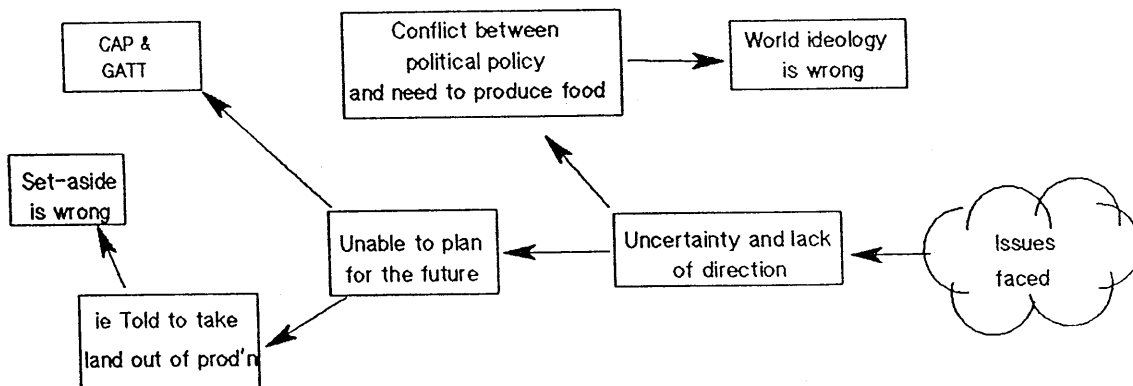 CAP &
GATT
Conflict between
political policy
and need to produce food
World ideology
is wrong
Set-aside
is wrong
Unable to plan
for the future
Uncertainty and lack
of direction
Issues
faced
ie Told to take
land out of prod'n